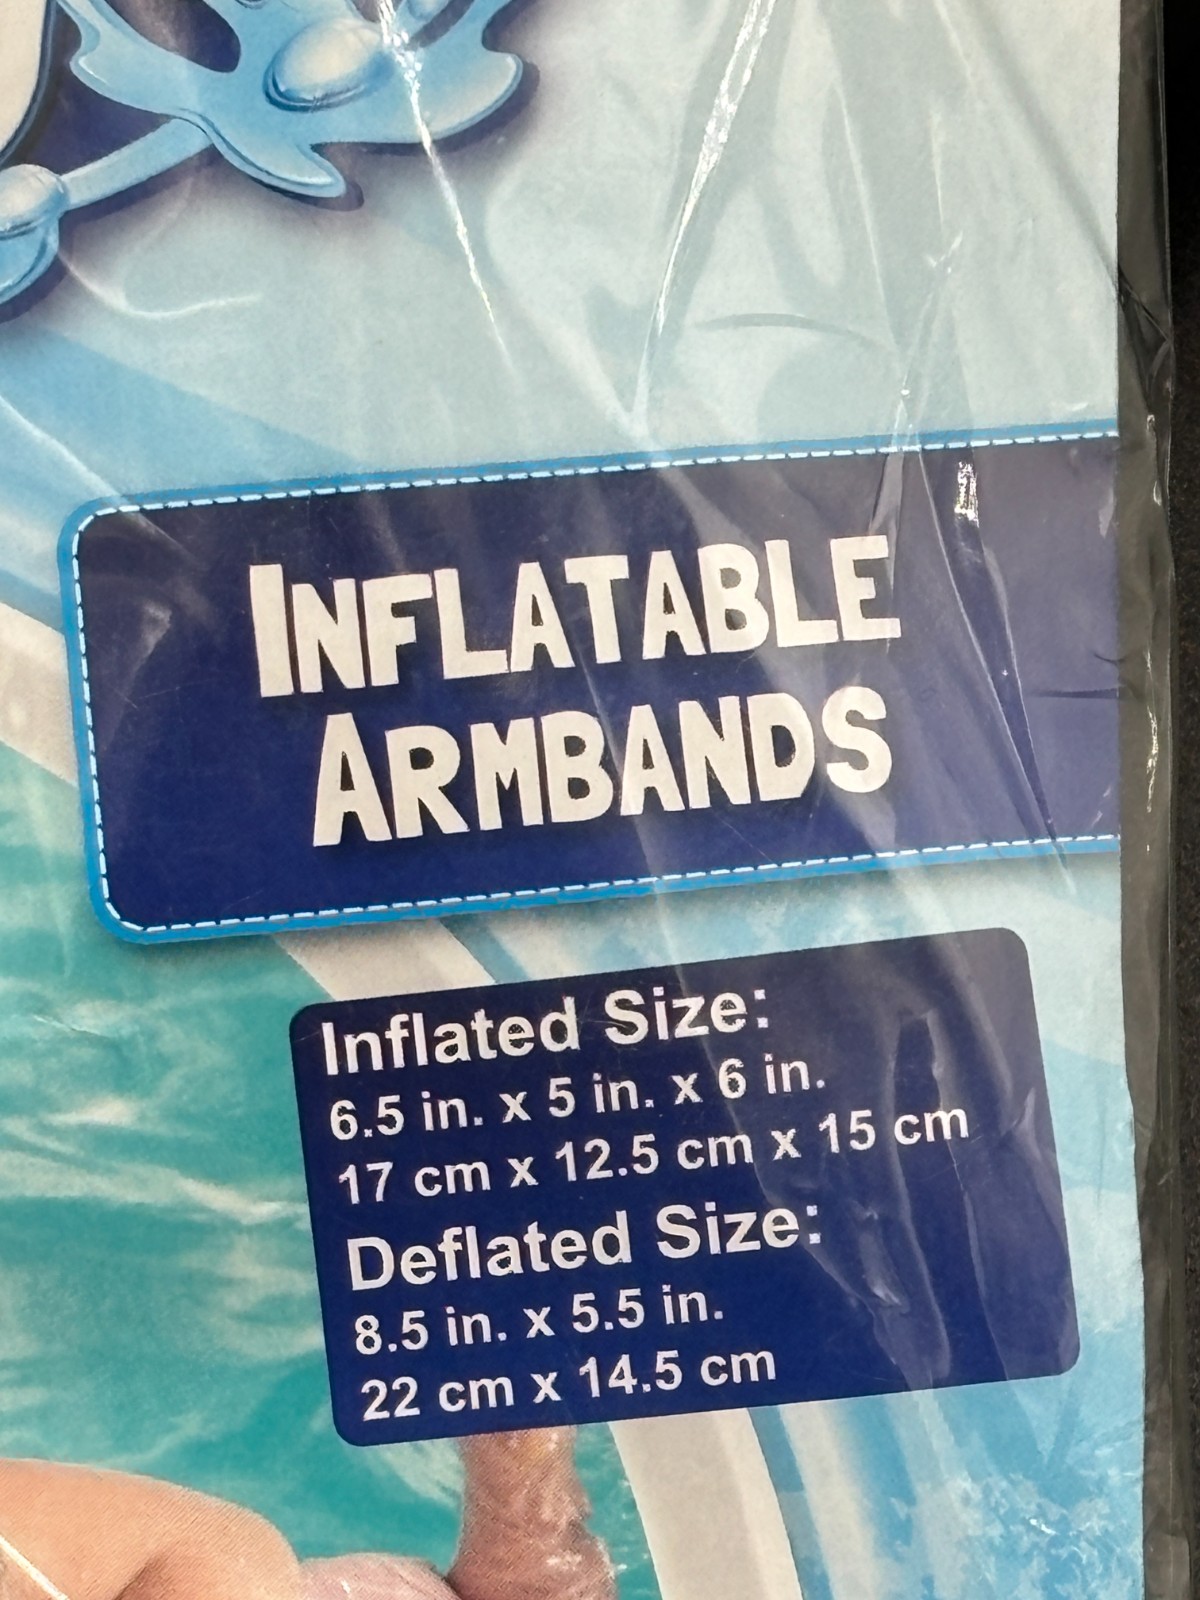 INFLATABLE
ARMBANDS
Inflated Size:
6.5 in. x 5 in. x 6 in.
17 cm x 12.5 cm x 15 cm
Deflated Size:
8.5 in. x 5.5 in.
22 cm x 14.5 cm